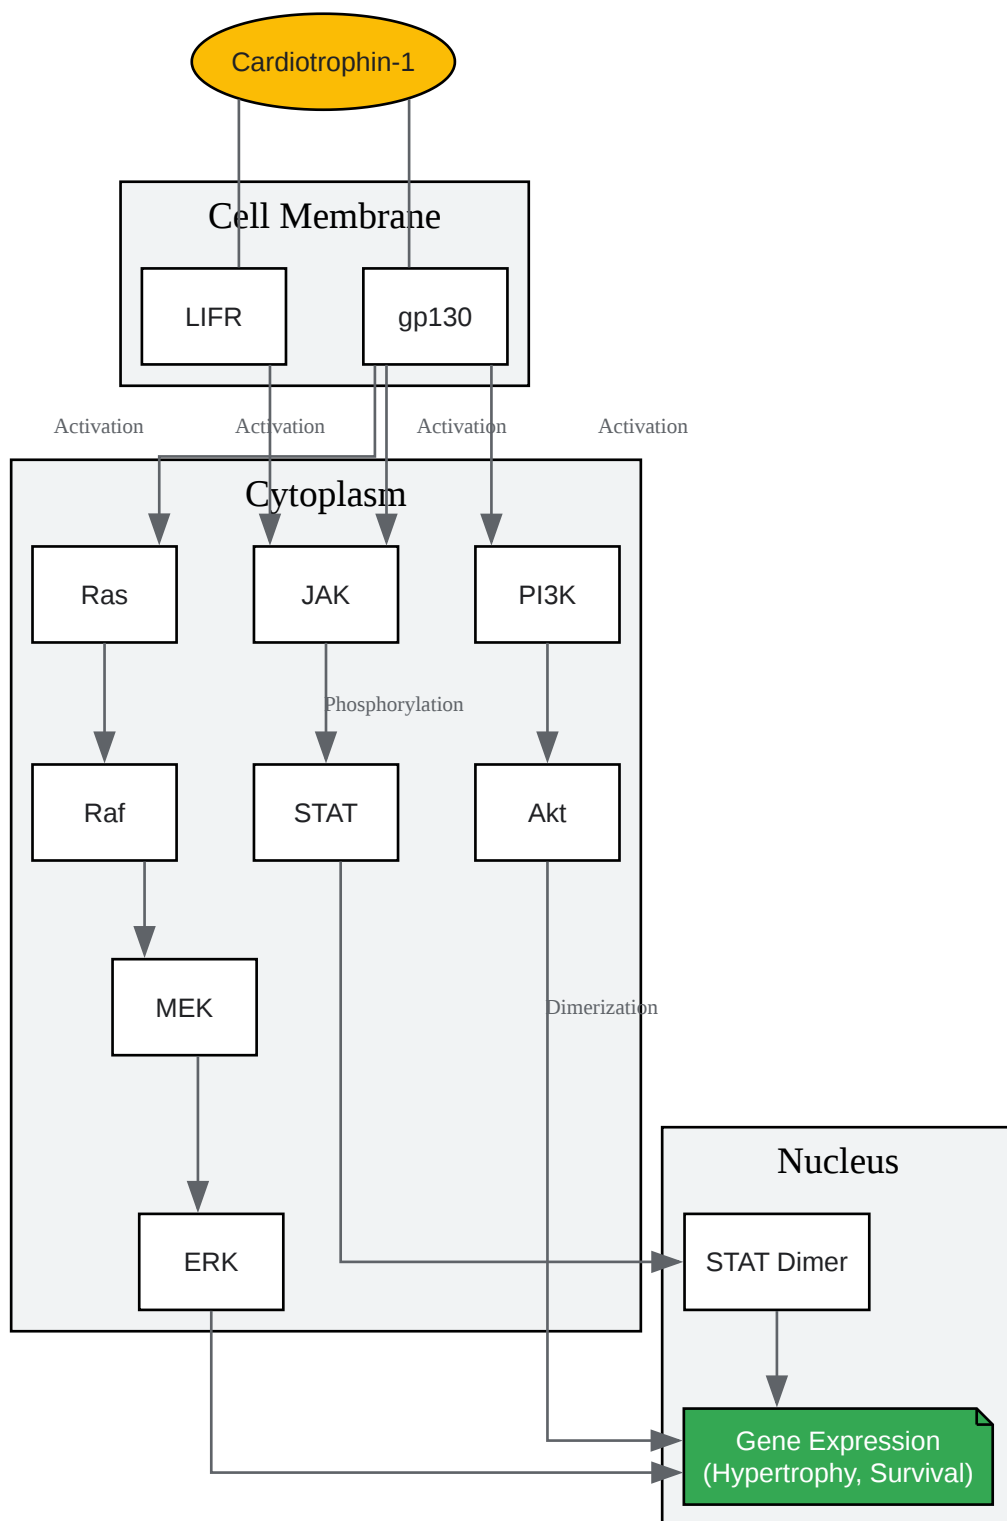 Cardiotrophin-1
Cell Membrane
LIFR
gp130
Activation
Activation
Activation
Activation
Cytoplasm
Ras
JAK
PI3K
Phosphorylation
Raf
STAT
Akt
MEK
Dimerization
Nucleus
ERK
STAT Dimer
Gene Expression
(Hypertrophy, Survival)